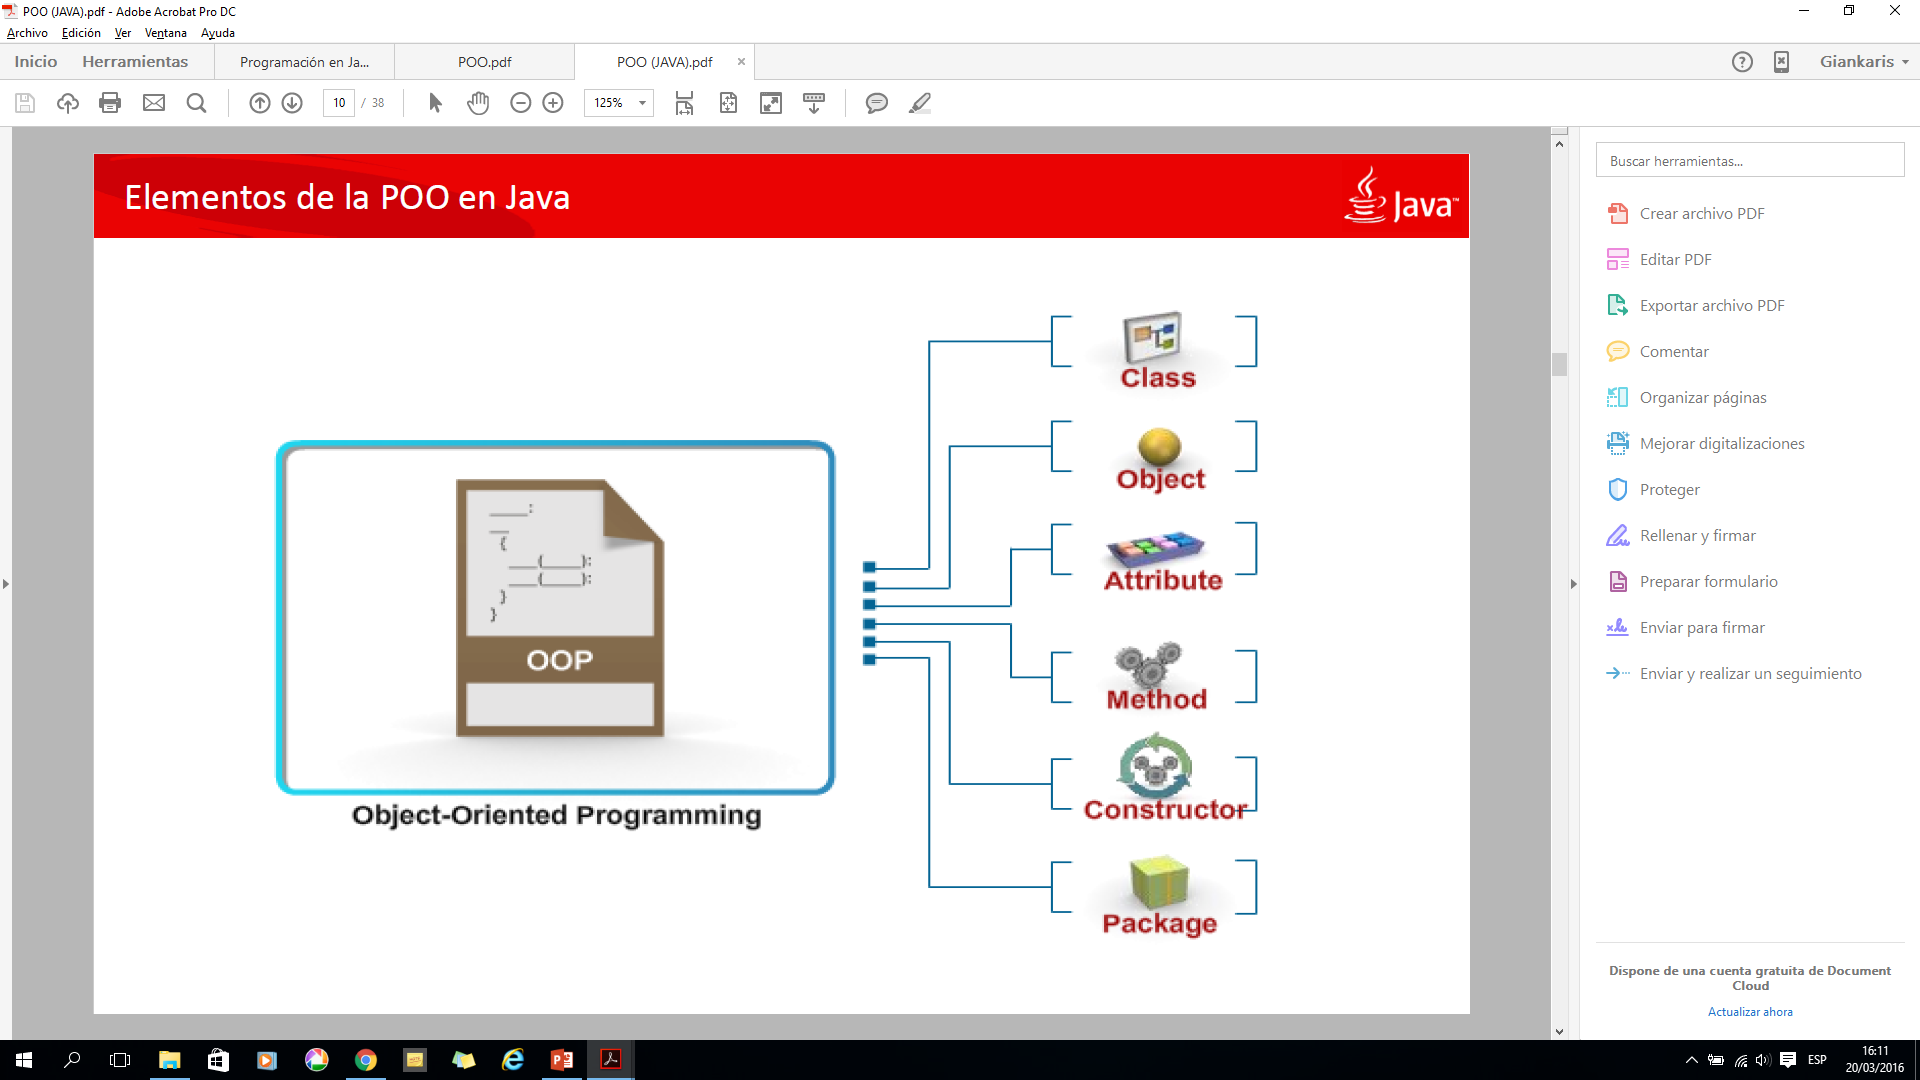 POO (JAVA).pdf - Adobe Acrobat Pro DC
Archivo Edición Ver Ventana Ayuda
Inicio Herramientas Programación en Ja... POO.pdf POO (JAVA).pdf × Giankaris
10 / 38 125%
Elementos de la POO en Java
Java™
Class
Object
Attribute
Method
Constructor
Package
OOP
Object-Oriented Programming
Buscar herramientas...
Crear archivo PDF
Editar PDF
Exportar archivo PDF
Comentar
Organizar páginas
Mejorar digitalizaciones
Proteger
Rellenar y firmar
Preparar formulario
Enviar para firmar
Enviar y realizar un seguimiento
Dispone de una cuenta gratuita de Document
Cloud
Actualizar ahora
ESP
16:11
20/03/2016